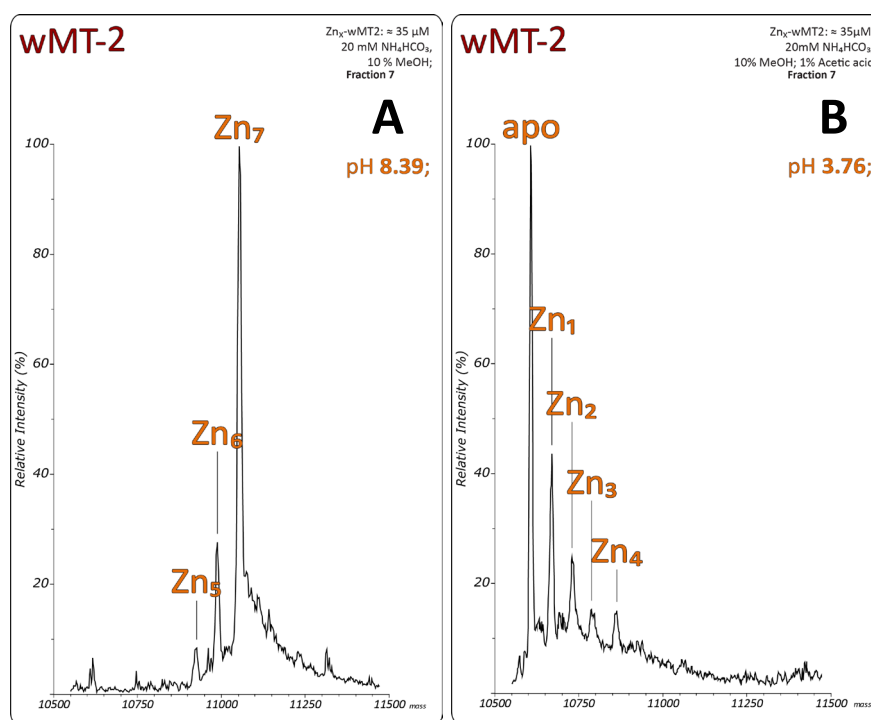 wMT-2
Znₓ-wMT2: ≈ 35 µM
20 mM NH₄HCO₃,
10 % MeOH;
Fraction 7
A
pH 8.39;
Zn₇
Zn₆
Zn₅
100
80
60
40
20
Relative Intensity (%)
10500 10750 11000 11250 11500 mass
wMT-2
Znₓ-wMT2: ≈ 35µM
20mM NH₄HCO₃,
10% MeOH; 1% Acetic acid
Fraction 7
B
pH 3.76;
apo
Zn₁
Zn₂
Zn₃
Zn₄
100
80
60
40
20
Relative Intensity (%)
10500 10750 11000 11250 11500 mass